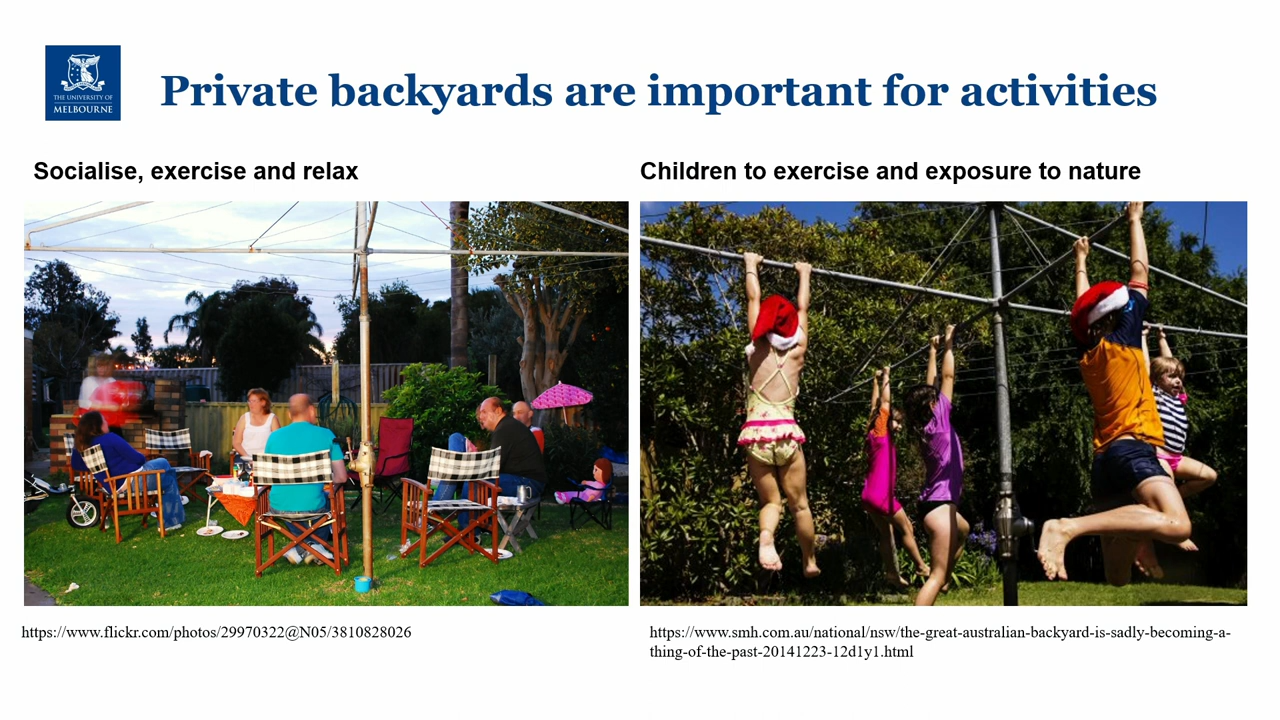 THE UNIVERSITY OF
MELBOURNE
Private backyards are important for activities
Socialise, exercise and relax
Children to exercise and exposure to nature
https://www.flickr.com/photos/29970322@N05/3810828026
https://www.smh.com.au/national/nsw/the-great-australian-backyard-is-sadly-becoming-a-
thing-of-the-past-20141223-12d1y1.html